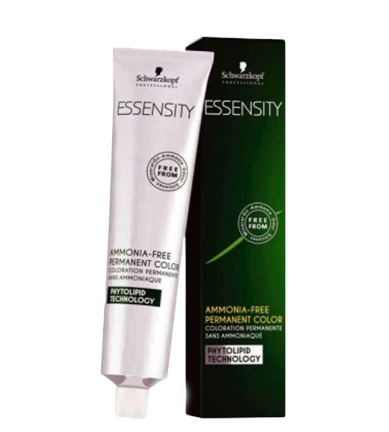 Schwarzkopf
PROFESSIONAL
ESSENSITY
FREE
FROM
AMMONIA-FREE
PERMANENT COLOR
COLORATION PERMANENTE
SANS AMMONIAQUE
PHYTOLIPID
TECHNOLOGY
Schwarzkopf
PROFESSIONAL
ESSENSITY
FREE
FROM
AMMONIA-FREE
PERMANENT COLOR
COLORATION PERMANENTE
SANS AMMONIAQUE
PHYTOLIPID
TECHNOLOGY